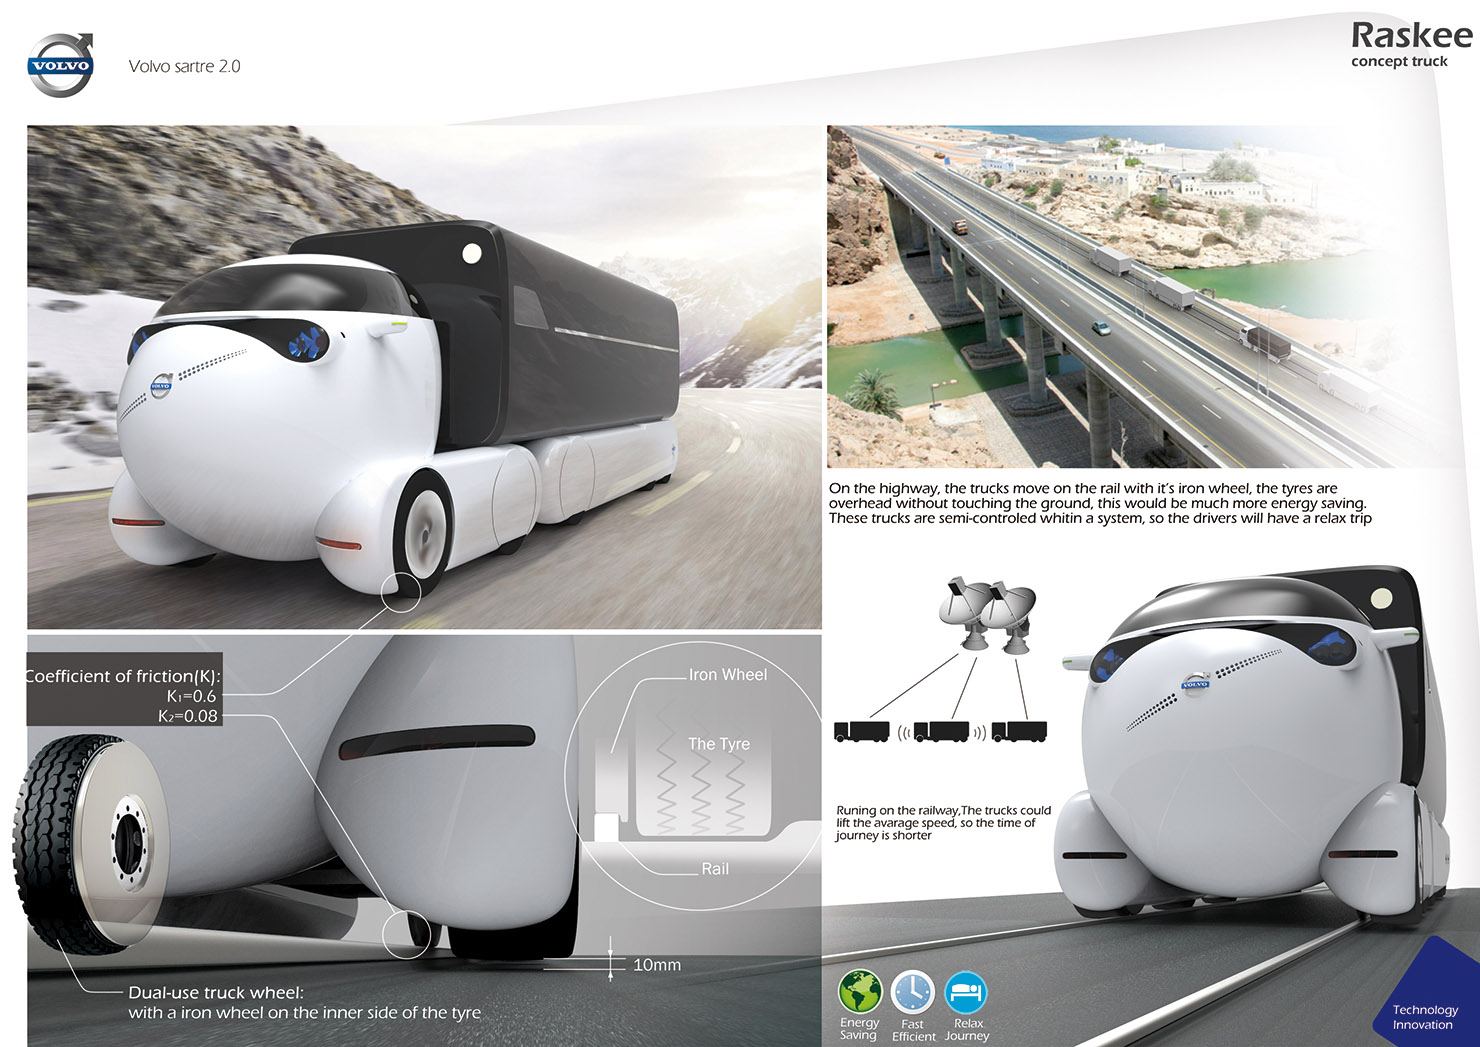 VOLVO
Volvo sartre 2.0
Raskee
concept truck
VOLVO
On the highway, the trucks move on the rail with it's iron wheel, the tyres are
overhead without touching the ground, this would be much more energy saving.
These trucks are semi-controled whitin a system, so the drivers will have a relax trip
Coefficient of friction(K):
K₁=0.6
K₂=0.08
Iron Wheel
The Tyre
Rail
10mm
Dual-use truck wheel:
with a iron wheel on the inner side of the tyre
Runing on the railway,The trucks could
lift the avarage speed, so the time of
journey is shorter
VOLVO
Energy
Saving
Fast
Efficient
Relax
Journey
Technology
Innovation